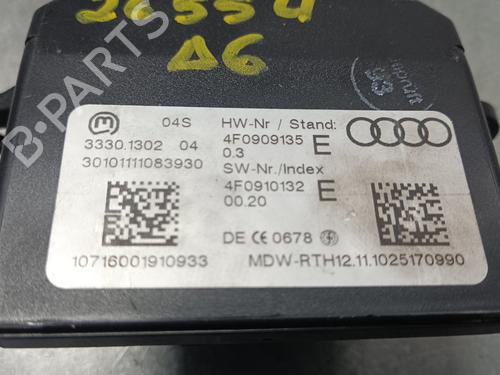 26554
A6
93
04S
HW-Nr / Stand:
3330.1302 04
4F0909135 E
30101111083930
0.3
SW-Nr./Index
4F0910132 E
00.20
DE CE 0678
10716001910933
MDW-RTH12.11.1025170990
B-PARTS